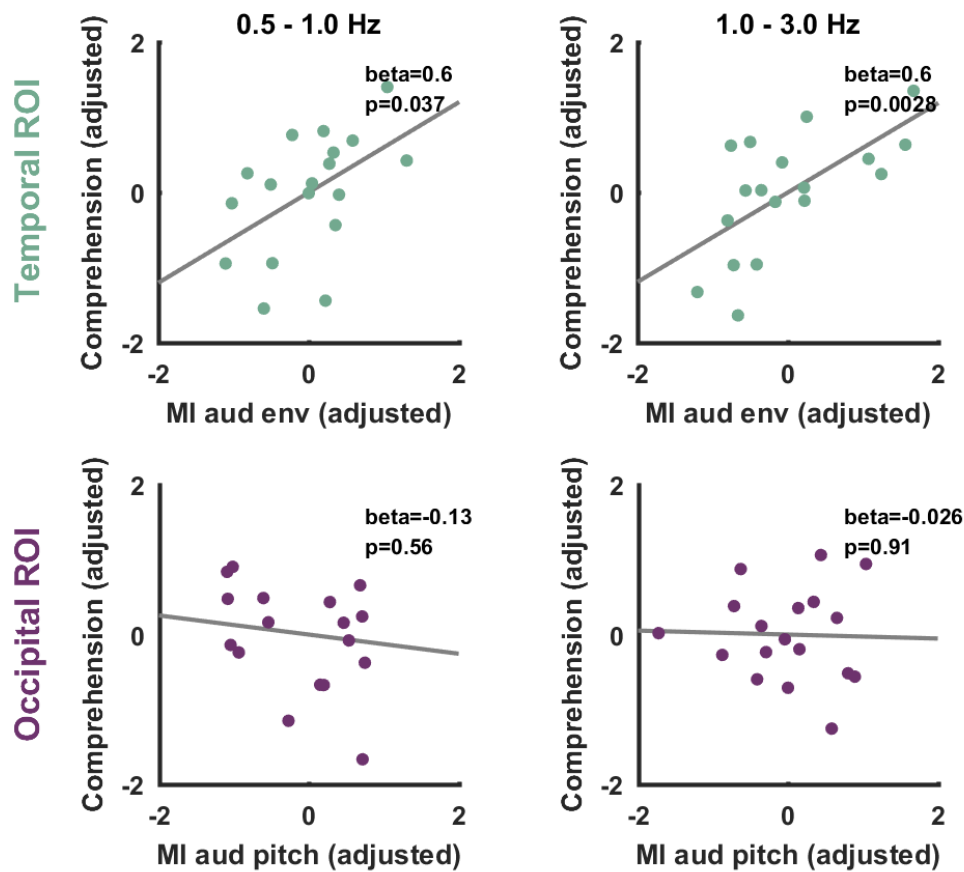 0.5 - 1.0 Hz
1.0 - 3.0 Hz
Temporal ROI
Comprehension (adjusted)
2
0
-2
beta=0.6
p=0.037
-2
0
2
MI aud env (adjusted)
Comprehension (adjusted)
2
0
-2
beta=0.6
p=0.0028
-2
0
2
MI aud env (adjusted)
Occipital ROI
Comprehension (adjusted)
2
0
-2
beta=-0.13
p=0.56
-2
0
2
MI aud pitch (adjusted)
Comprehension (adjusted)
2
0
-2
beta=-0.026
p=0.91
-2
0
2
MI aud pitch (adjusted)